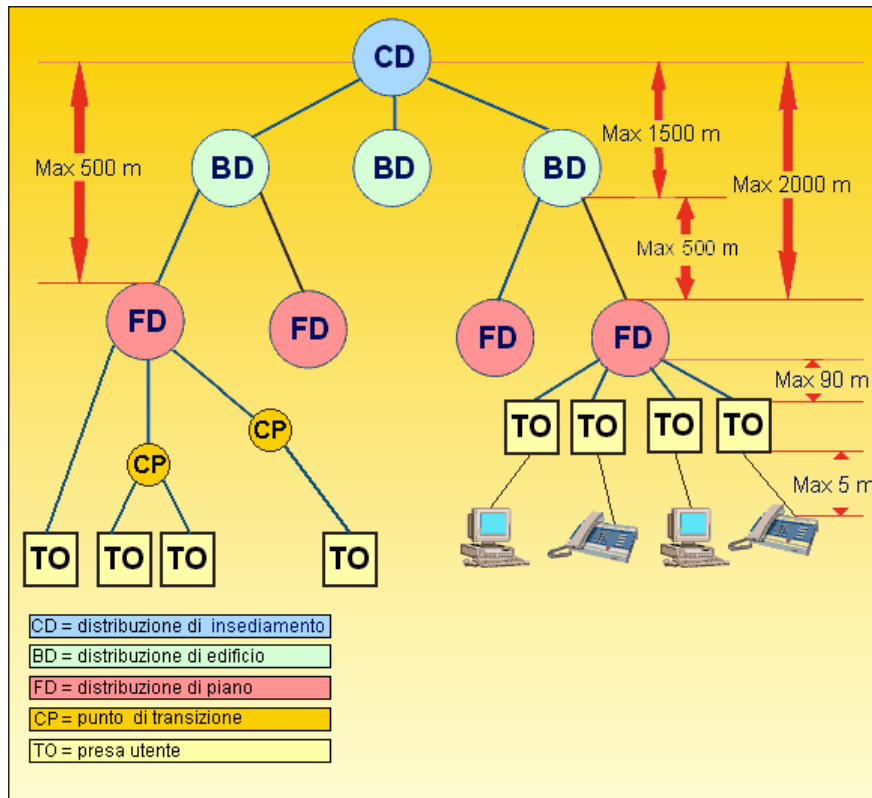 CD
Max 500 m
Max 1500 m
BD
BD
BD
Max 2000 m
Max 500 m
FD
FD
FD
FD
Max 90 m
CP
TO
TO
TO
TO
CP
Max 5 m
TO
TO
TO
TO
CD = distribuzione di insediamento
BD = distribuzione di edificio
FD = distribuzione di piano
CP = punto di transizione
TO = presa utente